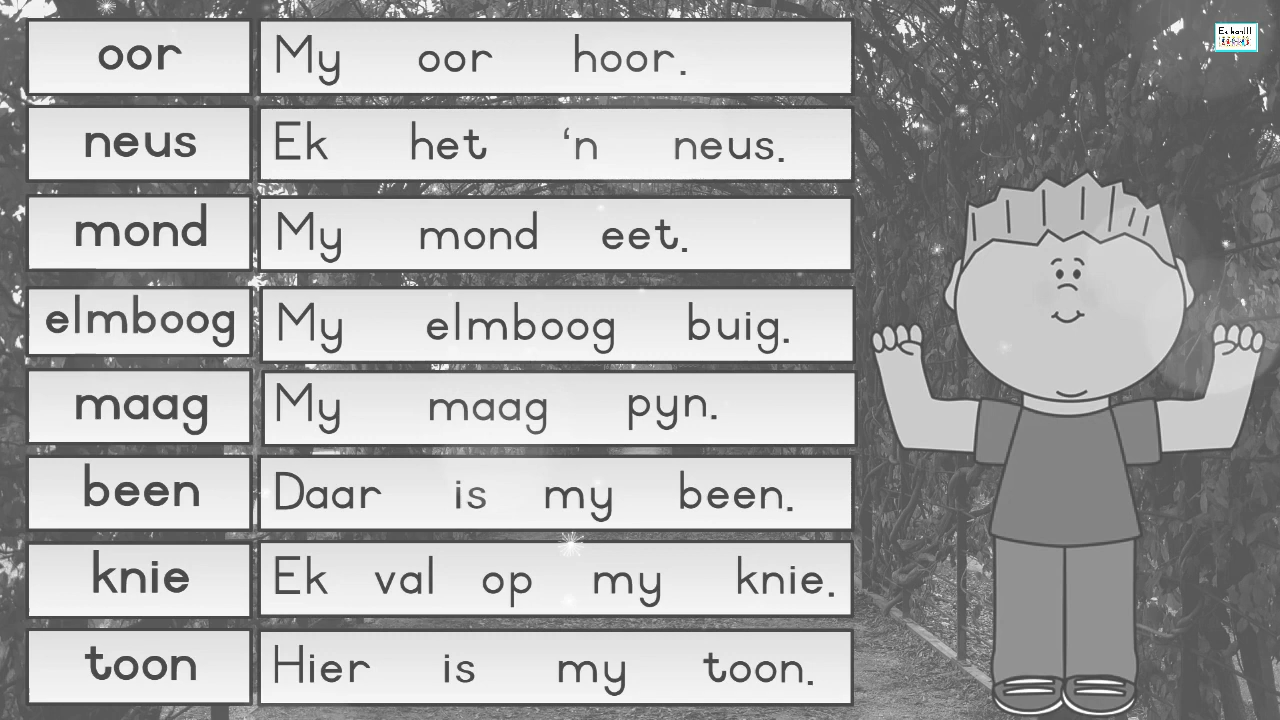 oor My oor hoor.
neus Ek het ‘n neus.
mond My mond eet.
elmboog My elmboog buig.
maag My maag pyn.
been Daar is my been.
knie Ek val op my knie.
toon Hier is my toon.